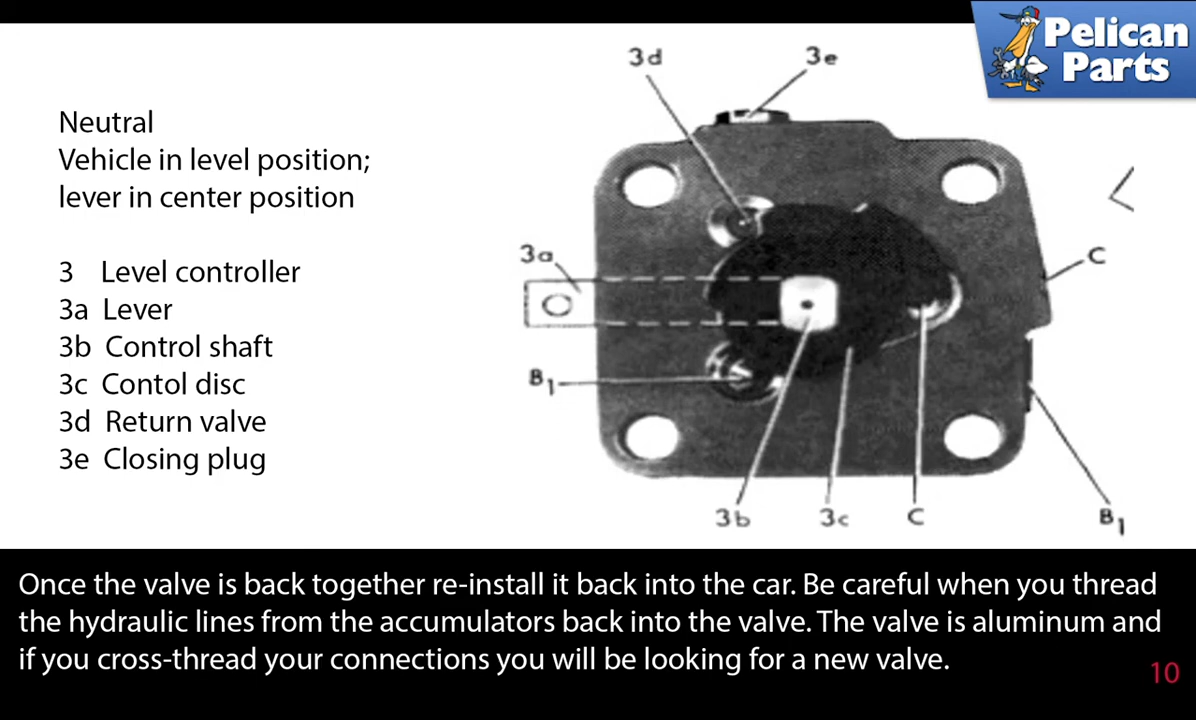 Pelican
Parts
Neutral
Vehicle in level position;
lever in center position
3 Level controller
3a Lever
3b Control shaft
3c Contol disc
3d Return valve
3e Closing plug
3d
3e
3a
C
B1
3b
3c
C
B1
Once the valve is back together re-install it back into the car. Be careful when you thread
the hydraulic lines from the accumulators back into the valve. The valve is aluminum and
if you cross-thread your connections you will be looking for a new valve.
10